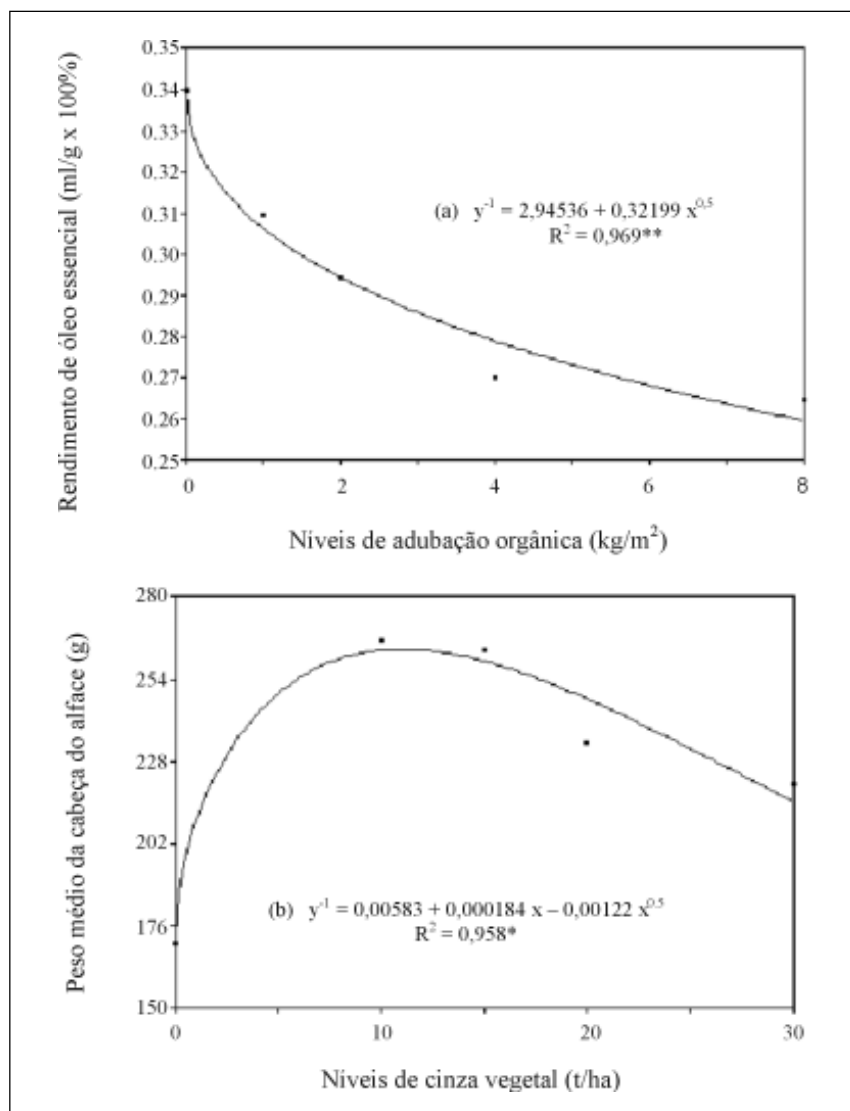 Rendimento de óleo essencial (ml/g x 100%)
0.35
0.34
0.33
0.32
0.31
0.30
0.29
0.28
0.27
0.26
0.25
(a) y⁻¹ = 2,94536 + 0,32199 x⁰,⁵
R² = 0,969**
0 2 4 6 8
Níveis de adubação orgânica (kg/m²)
Peso médio da cabeça do alface (g)
280
254
228
202
176
150
(b) y⁻¹ = 0,00583 + 0,000184 x – 0,00122 x⁰,⁵
R² = 0,958*
0 10 20 30
Níveis de cinza vegetal (t/ha)